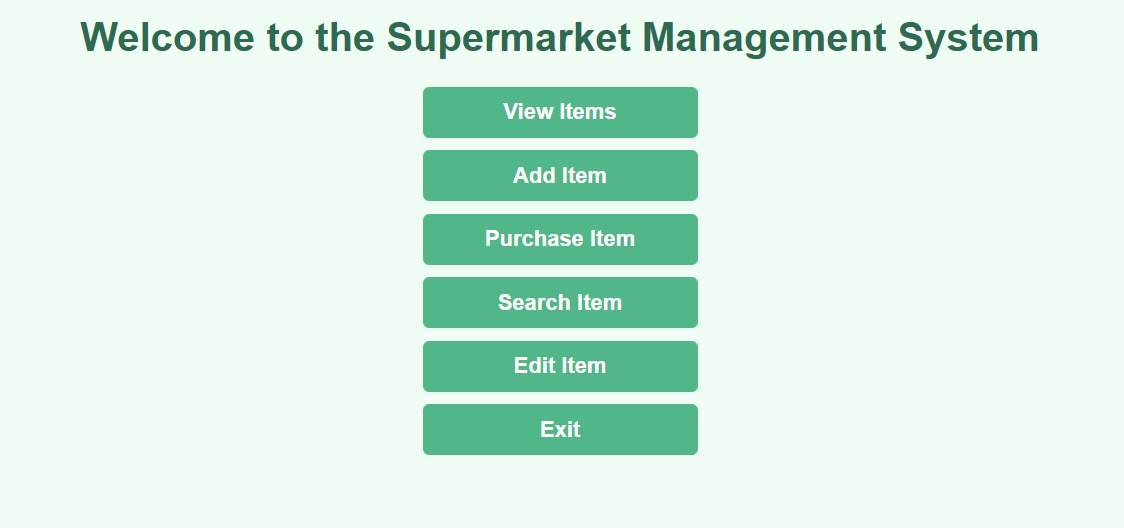 Welcome to the Supermarket Management System
View Items
Add Item
Purchase Item
Search Item
Edit Item
Exit